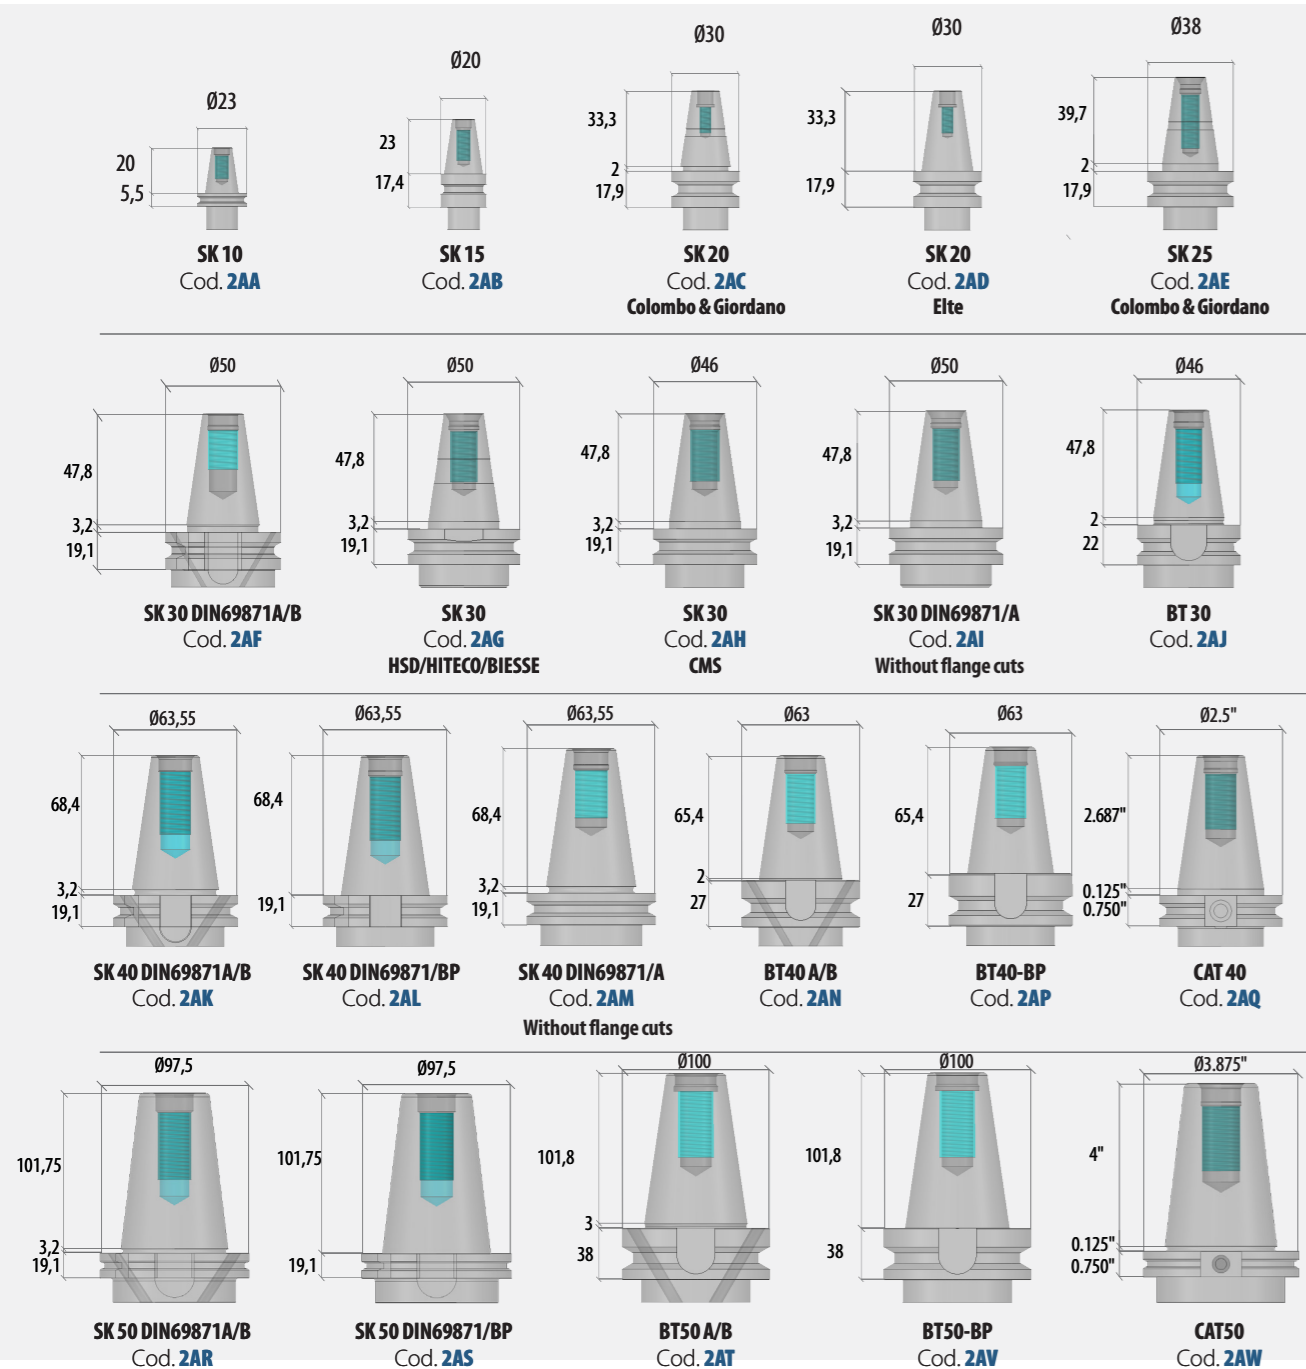 Ø23
20
5,5
SK 10
Cod. 2AA
Ø20
23
17,4
SK 15
Cod. 2AB
Ø30
33,3
2
17,9
SK 20
Cod. 2AC
Colombo & Giordano
Ø30
33,3
17,9
SK 20
Cod. 2AD
Elte
Ø38
39,7
2
17,9
SK 25
Cod. 2AE
Colombo & Giordano
Ø50
47,8
3,2
19,1
SK 30 DIN69871A/B
Cod. 2AF
Ø50
47,8
3,2
19,1
SK 30
Cod. 2AG
HSD/HITECO/BIESSE
Ø46
47,8
3,2
19,1
SK 30
Cod. 2AH
CMS
Ø50
47,8
3,2
19,1
SK 30 DIN69871/A
Cod. 2AI
Without flange cuts
Ø46
47,8
2
22
BT 30
Cod. 2AJ
Ø63,55
68,4
3,2
19,1
SK 40 DIN69871A/B
Cod. 2AK
Ø63,55
68,4
19,1
SK 40 DIN69871/BP
Cod. 2AL
Ø63,55
68,4
3,2
19,1
SK 40 DIN69871/A
Cod. 2AM
Without flange cuts
Ø63
65,4
2
27
BT40 A/B
Cod. 2AN
Ø63
65,4
27
BT40-BP
Cod. 2AP
Ø2.5"
2.687"
0.125"
0.750"
CAT 40
Cod. 2AQ
Ø97,5
101,75
3,2
19,1
SK 50 DIN69871A/B
Cod. 2AR
Ø97,5
101,75
19,1
SK 50 DIN69871/BP
Cod. 2AS
Ø100
101,8
3
38
BT50 A/B
Cod. 2AT
Ø100
101,8
38
BT50-BP
Cod. 2AV
Ø3.875"
4"
0.125"
0.750"
CAT50
Cod. 2AW